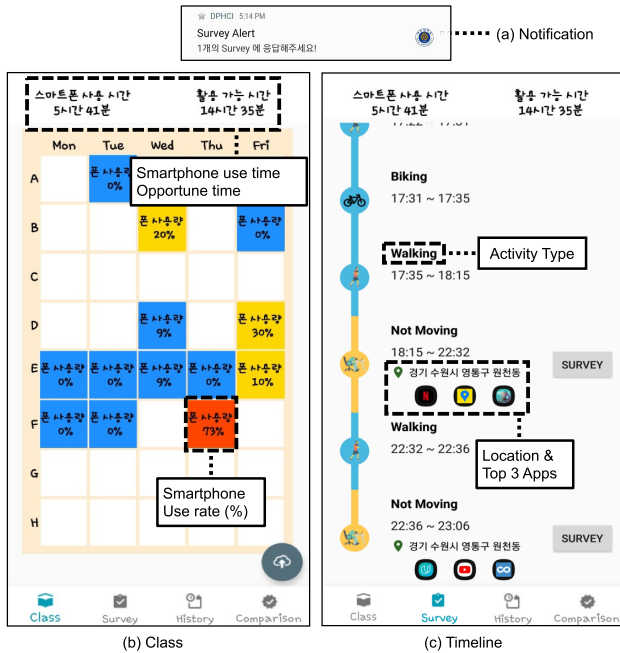 DPHCI 5:14 PM
Survey Alert
1개의 Survey 에 응답해주세요!
(a) Notification
스마트폰 사용 시간
5시간 41분
활용 가능 시간
14시간 35분
Mon Tue Wed Thu Fri
Smartphone use time
Opportune time
A
폰 사용량
0%
B
폰 사용량
20%
폰 사용량
0%
C
D
폰 사용량
9%
폰 사용량
30%
E
폰 사용량
0%
폰 사용량
0%
폰 사용량
9%
폰 사용량
0%
폰 사용량
10%
F
폰 사용량
0%
폰 사용량
0%
폰 사용량
73%
G
Smartphone
Use rate (%)
H
Class Survey History Comparison
(b) Class
스마트폰 사용 시간
5시간 41분
활용 가능 시간
14시간 35분
Biking
17:31 ~ 17:35
Walking
Activity Type
17:35 ~ 18:15
Not Moving
18:15 ~ 22:32
SURVEY
경기 수원시 영통구 원천동
Walking
22:32 ~ 22:36
Location &
Top 3 Apps
Not Moving
22:36 ~ 23:06
SURVEY
경기 수원시 영통구 원천동
Class Survey History Comparison
(c) Timeline